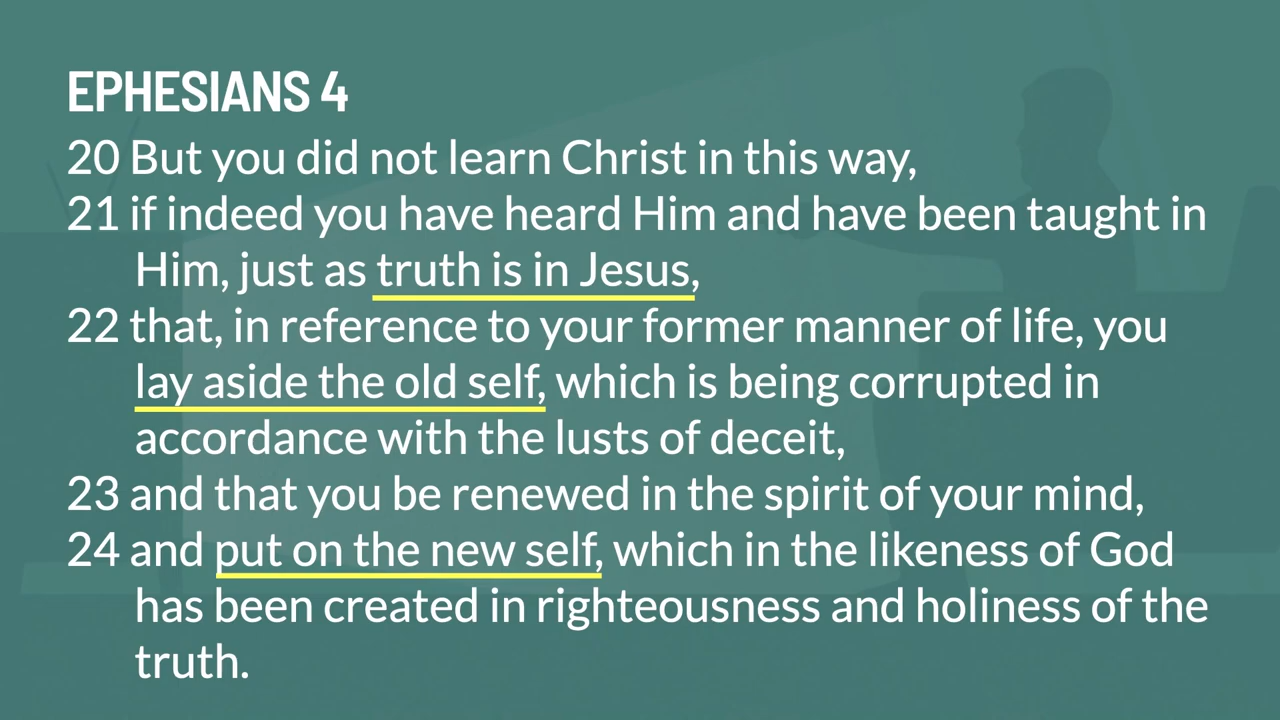 EPHESIANS 4
20 But you did not learn Christ in this way,
21 if indeed you have heard Him and have been taught in
Him, just as truth is in Jesus,
22 that, in reference to your former manner of life, you
lay aside the old self, which is being corrupted in
accordance with the lusts of deceit,
23 and that you be renewed in the spirit of your mind,
24 and put on the new self, which in the likeness of God
has been created in righteousness and holiness of the
truth.